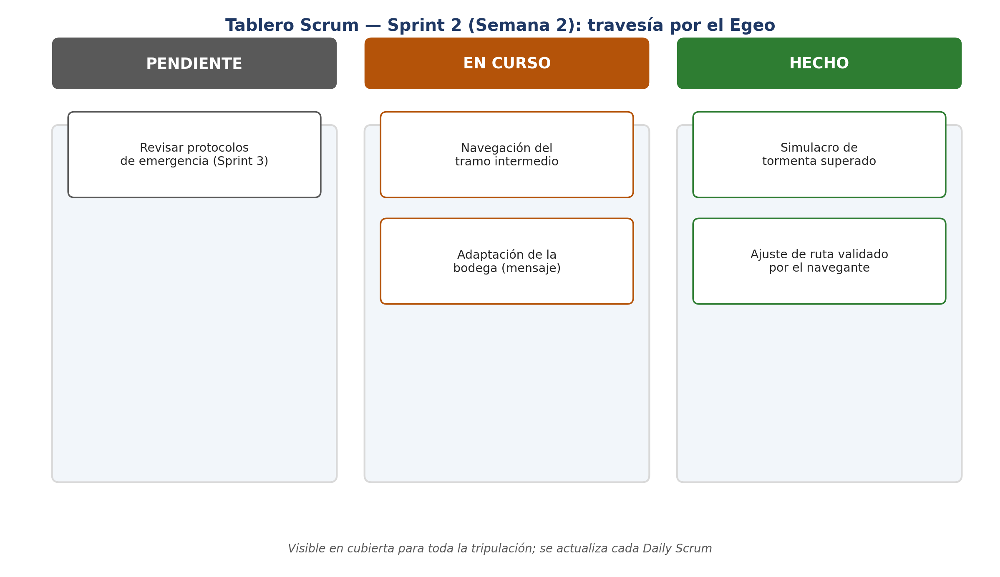 Tablero Scrum — Sprint 2 (Semana 2): travesía por el Egeo
PENDIENTE
EN CURSO
HECHO
Revisar protocolos
de emergencia (Sprint 3)
Navegación del
tramo intermedio
Simulacro de
tormenta superado
Adaptación de la
bodega (mensaje)
Ajuste de ruta validado
por el navegante
Visible en cubierta para toda la tripulación; se actualiza cada Daily Scrum